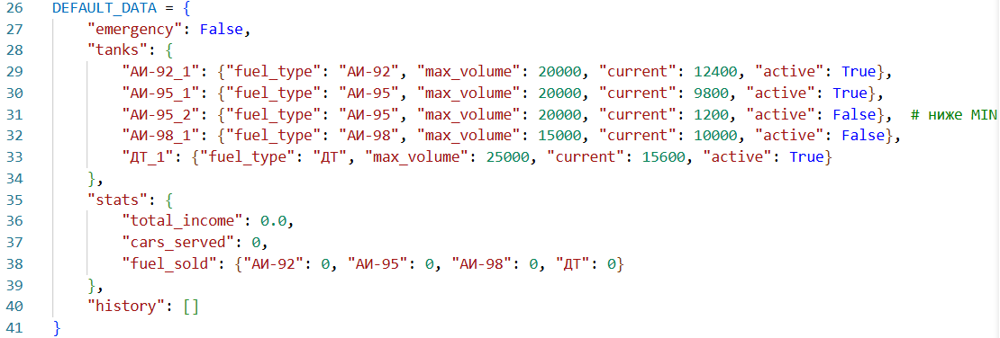 26 DEFAULT_DATA = {
27     "emergency": False,
28     "tanks": {
29         "АИ-92_1": {"fuel_type": "АИ-92", "max_volume": 20000, "current": 12400, "active": True},
30         "АИ-95_1": {"fuel_type": "АИ-95", "max_volume": 20000, "current": 9800, "active": True},
31         "АИ-95_2": {"fuel_type": "АИ-95", "max_volume": 20000, "current": 1200, "active": False},  # ниже MIN
32         "АИ-98_1": {"fuel_type": "АИ-98", "max_volume": 15000, "current": 10000, "active": False},
33         "ДТ_1": {"fuel_type": "ДТ", "max_volume": 25000, "current": 15600, "active": True}
34     },
35     "stats": {
36         "total_income": 0.0,
37         "cars_served": 0,
38         "fuel_sold": {"АИ-92": 0, "АИ-95": 0, "АИ-98": 0, "ДТ": 0}
39     },
40     "history": []
41 }